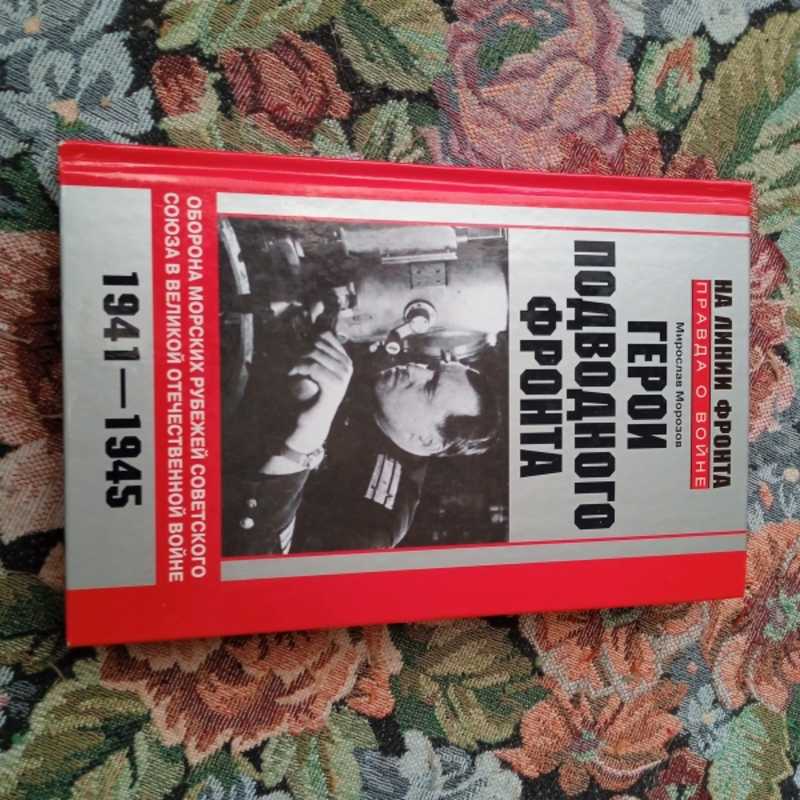 НА ЛИНИИ ФРОНТА
ПРАВДА О ВОЙНЕ
Мирослав Морозов
ГЕРОИ
ПОДВОДНОГО
ФРОНТА
ОБОРОНА МОРСКИХ РУБЕЖЕЙ СОВЕТСКОГО
СОЮЗА В ВЕЛИКОЙ ОТЕЧЕСТВЕННОЙ ВОЙНЕ
1941—1945